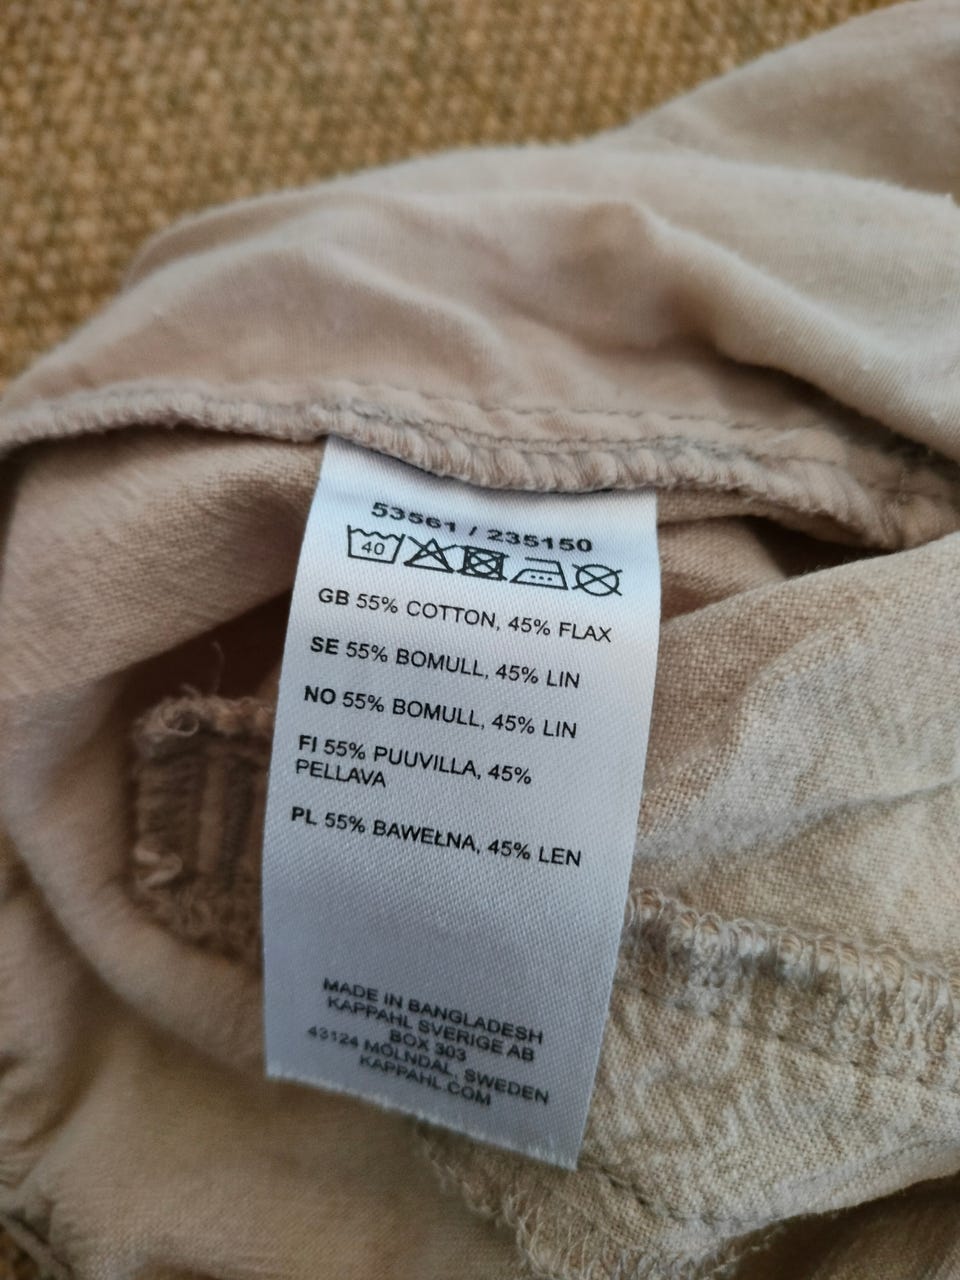 53561 / 235150
40
GB 55% COTTON, 45% FLAX
SE 55% BOMULL, 45% LIN
NO 55% BOMULL, 45% LIN
FI 55% PUUVILLA, 45%
PELLAVA
PL 55% BAWEŁNA, 45% LEN
MADE IN BANGLADESH
KAPPAHL SVERIGE AB
BOX 303
43124 MÖLNDAL, SWEDEN
KAPPAHL.COM